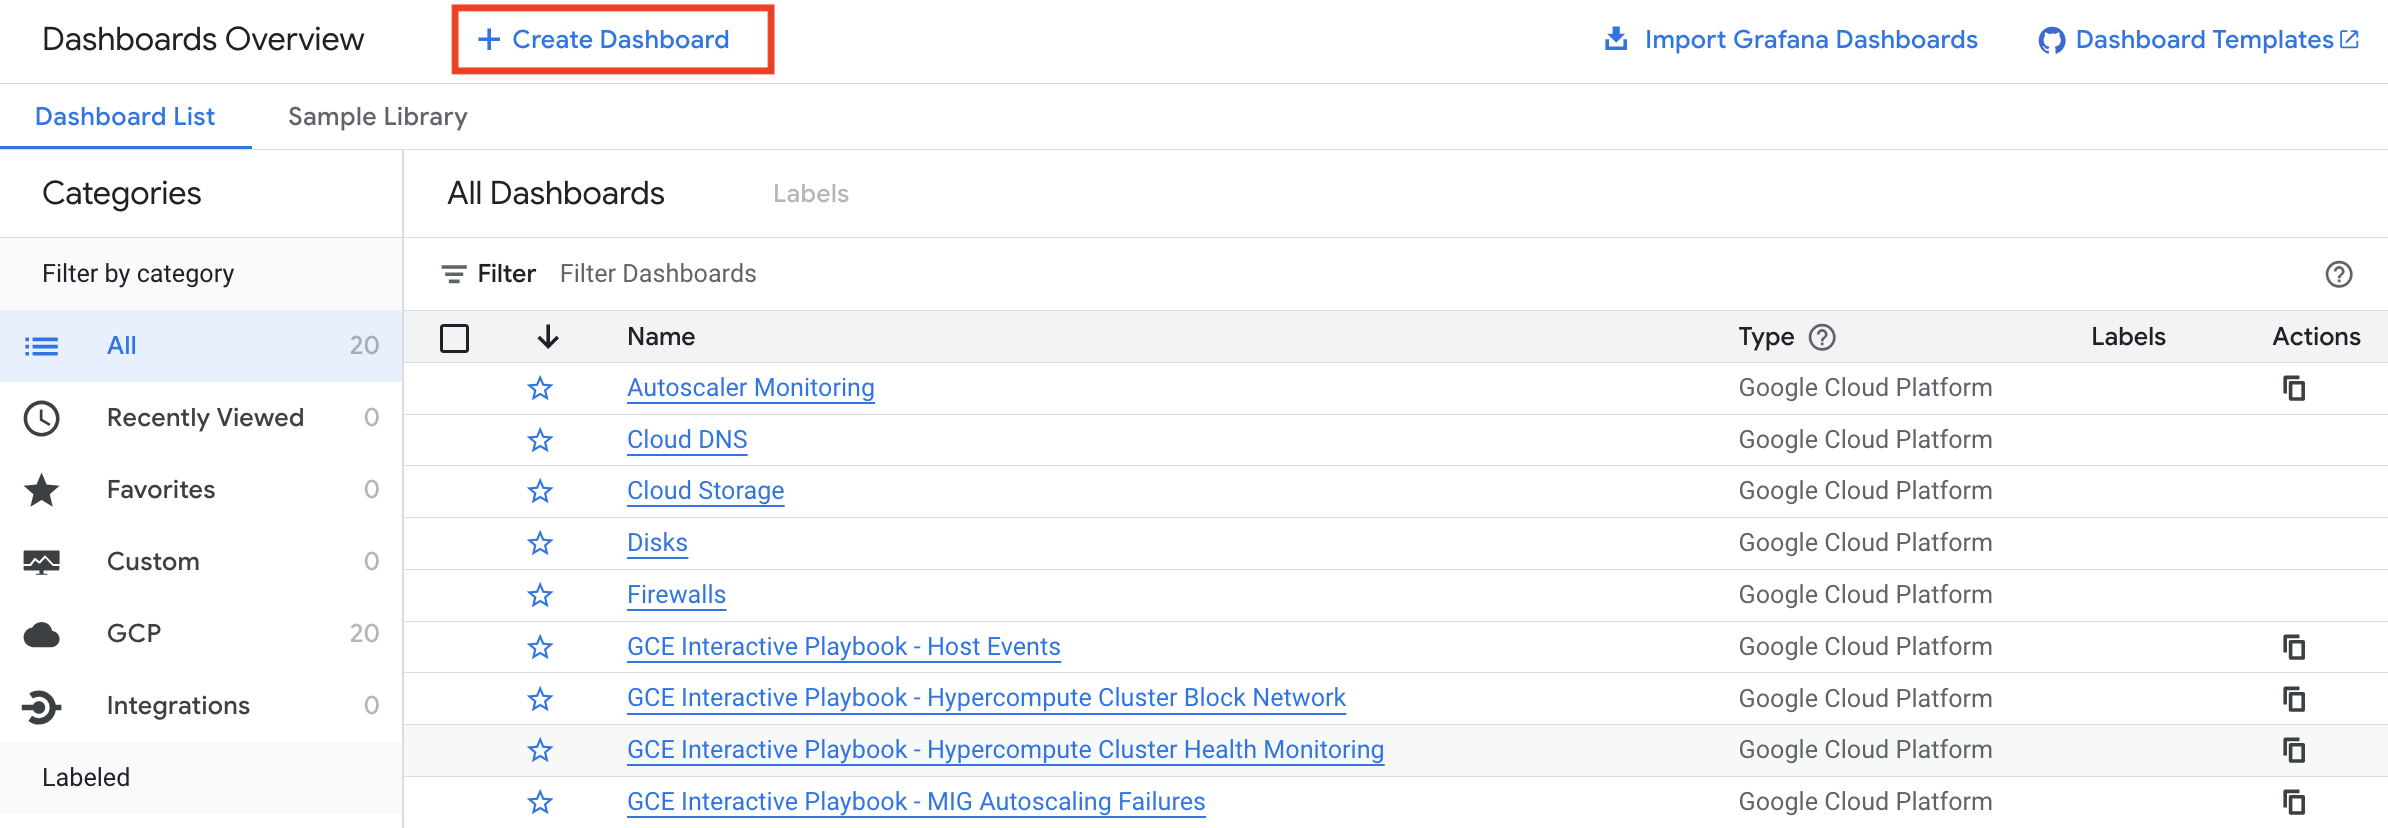 Dashboards Overview
+ Create Dashboard
Import Grafana Dashboards
Dashboard Templates
Dashboard List
Sample Library
Categories
Filter by category
All 20
Recently Viewed 0
Favorites 0
Custom 0
GCP 20
Integrations 0
Labeled
All Dashboards
Labels
Filter Filter Dashboards
Name Type Labels Actions
Autoscaler Monitoring Google Cloud Platform
Cloud DNS Google Cloud Platform
Cloud Storage Google Cloud Platform
Disks Google Cloud Platform
Firewalls Google Cloud Platform
GCE Interactive Playbook - Host Events Google Cloud Platform
GCE Interactive Playbook - Hypercompute Cluster Block Network Google Cloud Platform
GCE Interactive Playbook - Hypercompute Cluster Health Monitoring Google Cloud Platform
GCE Interactive Playbook - MIG Autoscaling Failures Google Cloud Platform